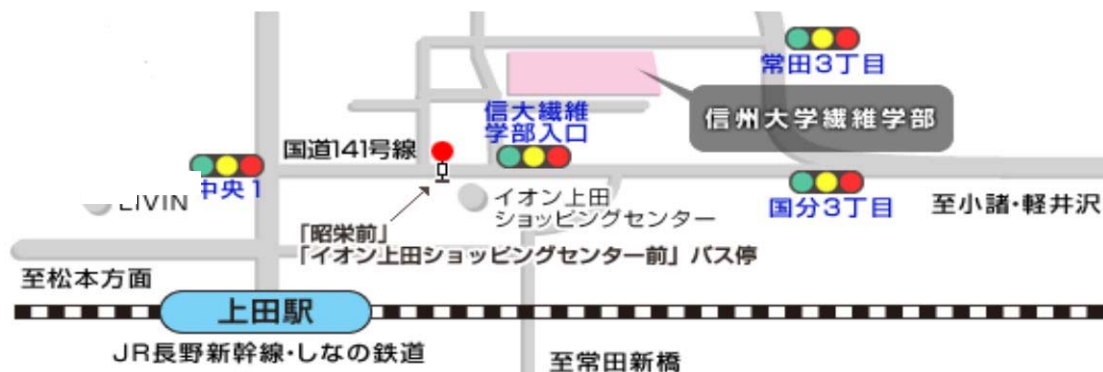 常田3丁目
信州大学繊維学部
信大繊維
学部入口
国道141号線
中央1
LIVIN
イオン上田
ショッピングセンター
国分3丁目
至小諸・軽井沢
「昭栄前」
「イオン上田ショッピングセンター前」バス停
至松本方面
上田駅
JR長野新幹線・しなの鉄道
至常田新橋